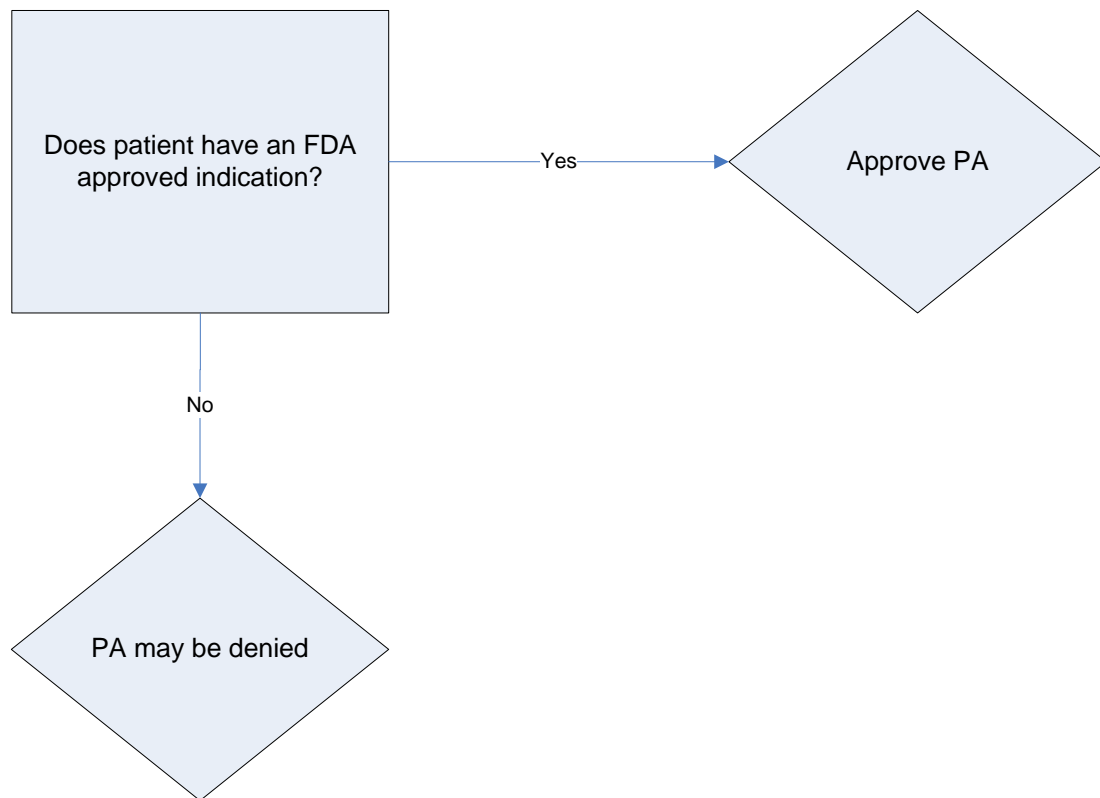 Does patient have an FDA
approved indication?
Yes
Approve PA
No
PA may be denied